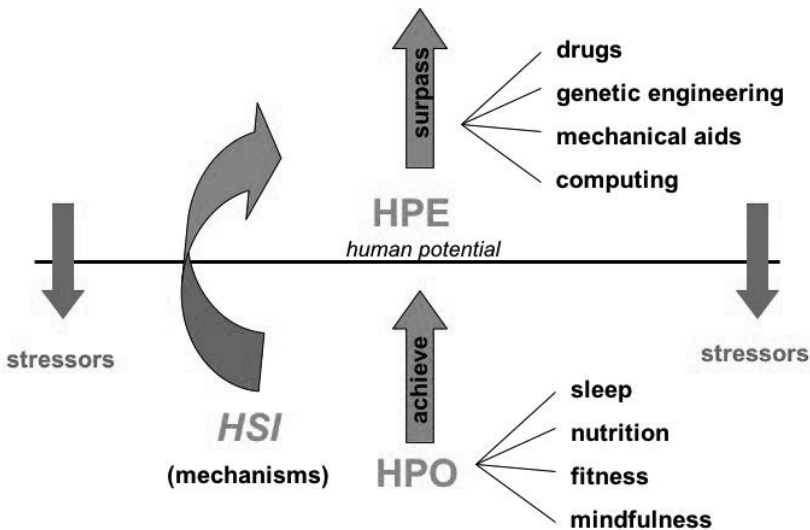 surpass
drugs
genetic engineering
mechanical aids
computing
HPE
human potential
stressors
stressors
achieve
HSI
(mechanisms)
HPO
sleep
nutrition
fitness
mindfulness